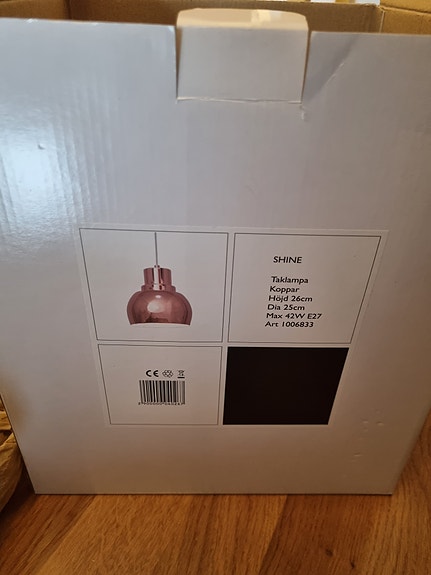 SHINE
Taklampa
Koppar
Höjd 26cm
Dia 25cm
Max 42W E27
Art 1006833
CE